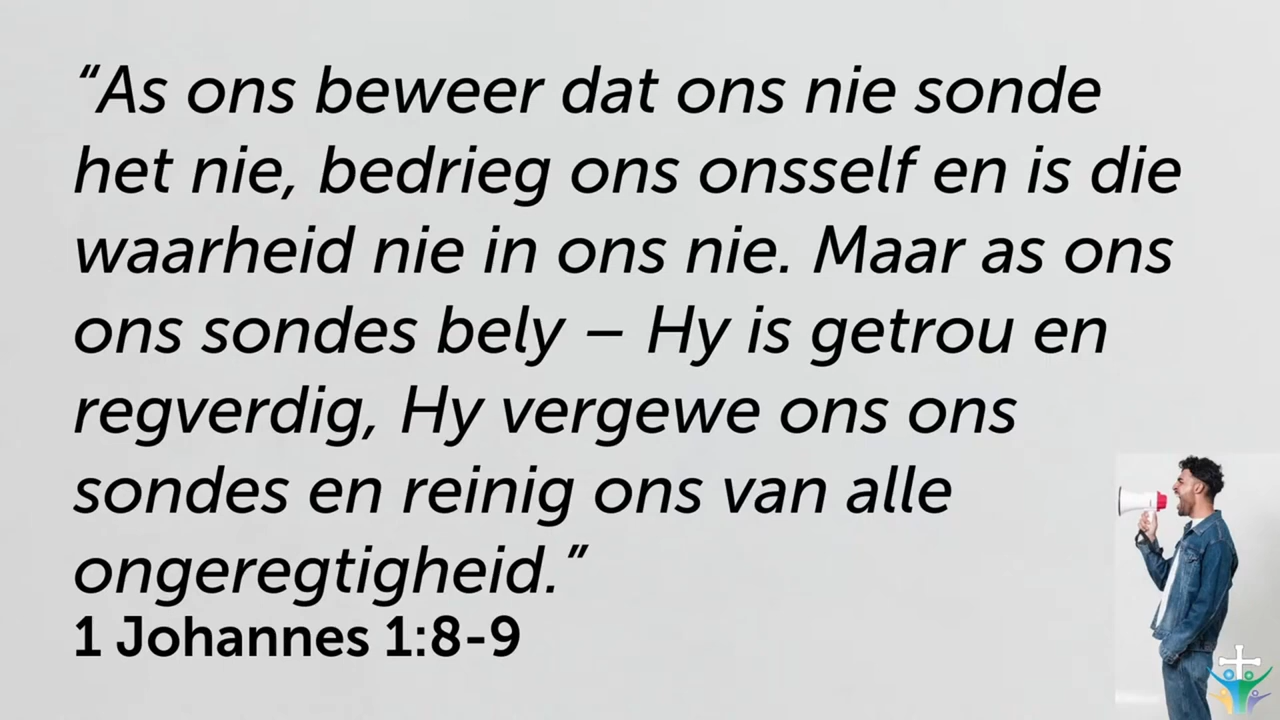 “As ons beweer dat ons nie sonde
het nie, bedrieg ons onsself en is die
waarheid nie in ons nie. Maar as ons
ons sondes bely – Hy is getrou en
regverdig, Hy vergewe ons ons
sondes en reinig ons van alle
ongeregtigheid.”
1 Johannes 1:8-9